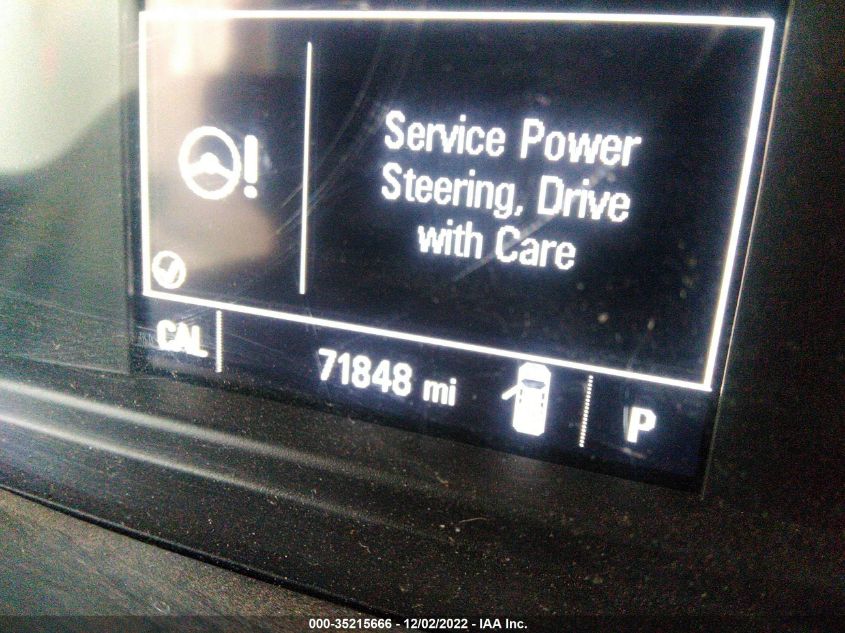 Service Power
Steering, Drive
with Care
CAL
71848 mi
P
000-35215666 - 12/02/2022 - IAA Inc.